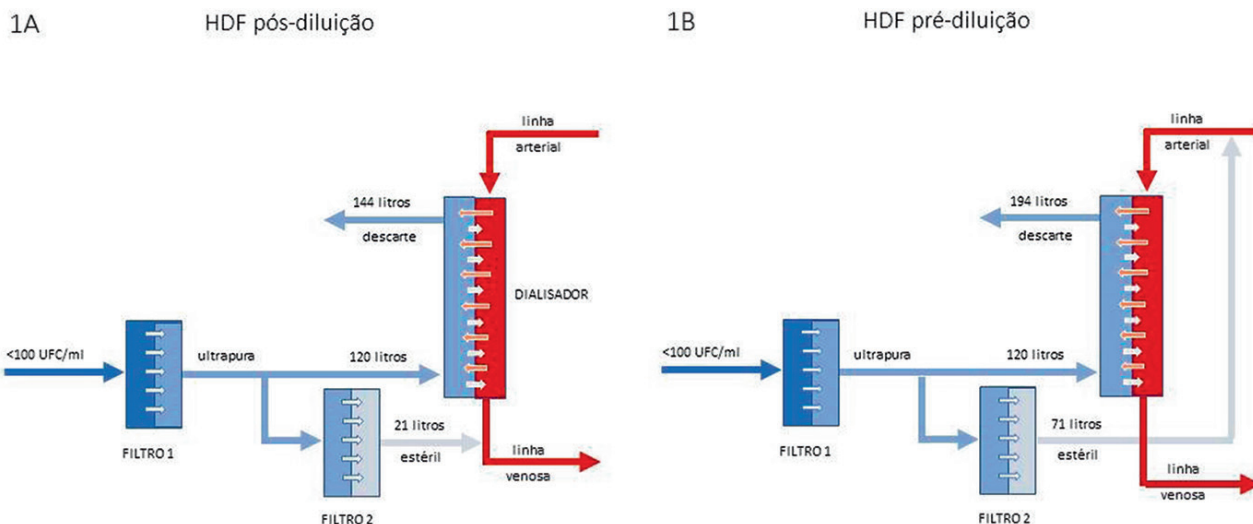 1A
HDF pós-diluição
linha
arterial
144 litros
descarte
DIALISADOR
<100 UFC/ml
ultrapura
120 litros
21 litros
estéril
FILTRO 1
linha
venosa
FILTRO 2
1B
HDF pré-diluição
linha
arterial
194 litros
descarte
<100 UFC/ml
ultrapura
120 litros
71 litros
estéril
FILTRO 1
linha
venosa
FILTRO 2